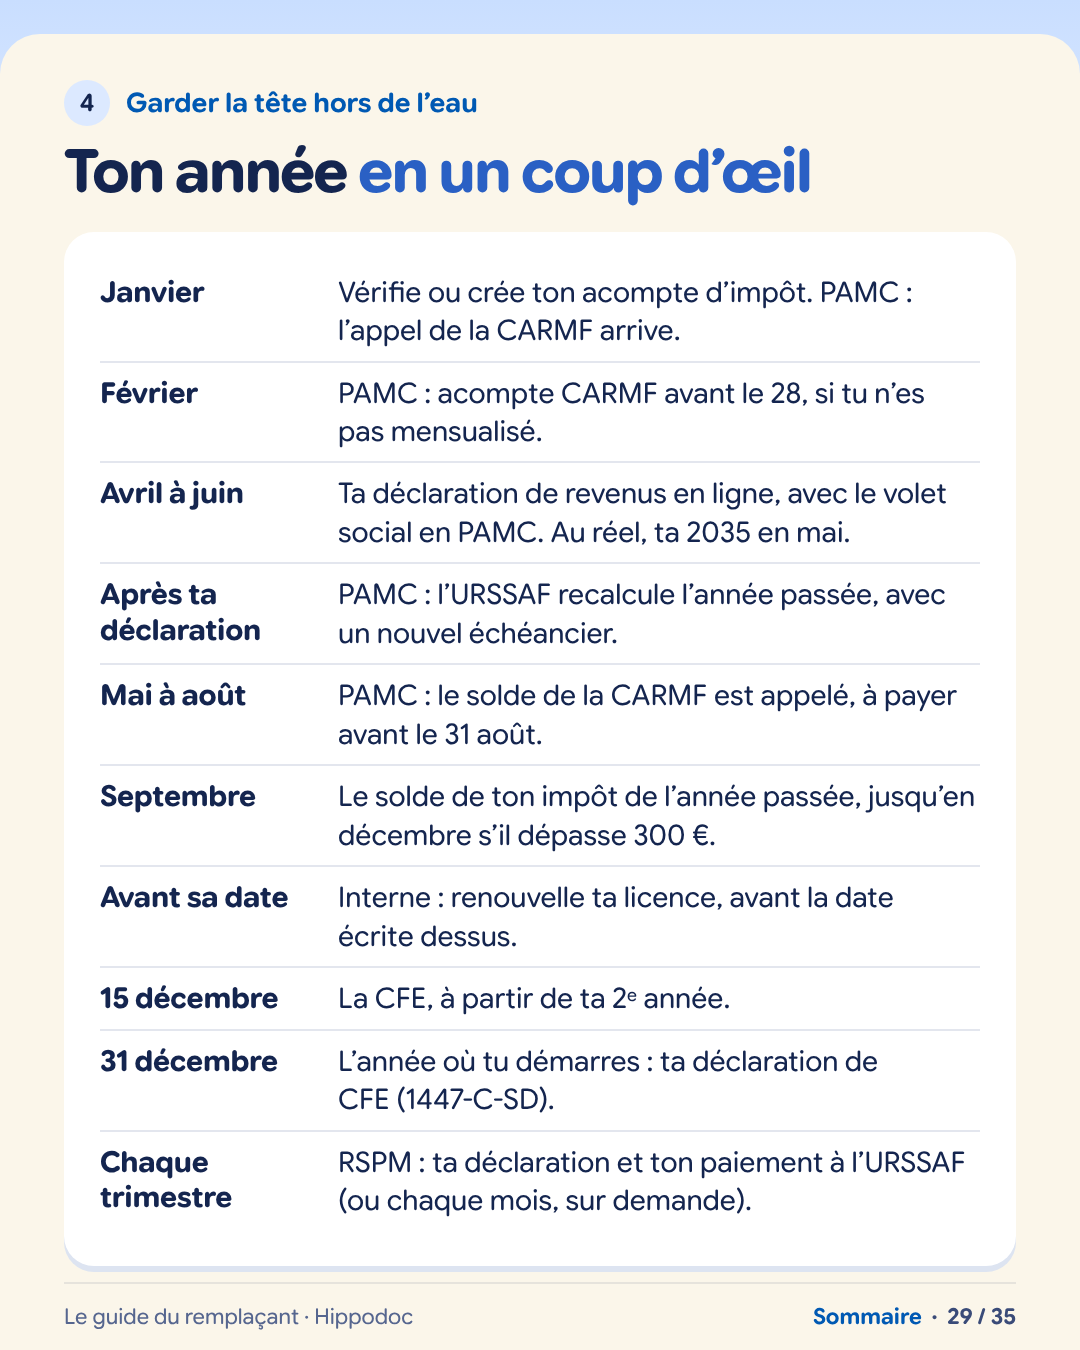 4 Garder la tête hors de l’eau
Ton année en un coup d’œil
Janvier
Vérifie ou crée ton acompte d’impôt. PAMC :
l’appel de la CARMF arrive.
Février
PAMC : acompte CARMF avant le 28, si tu n’es
pas mensualisé.
Avril à juin
Ta déclaration de revenus en ligne, avec le volet
social en PAMC. Au réel, ta 2035 en mai.
Après ta
déclaration
PAMC : l’URSSAF recalcule l’année passée, avec
un nouvel échéancier.
Mai à août
PAMC : le solde de la CARMF est appelé, à payer
avant le 31 août.
Septembre
Le solde de ton impôt de l’année passée, jusqu’en
décembre s’il dépasse 300 €.
Avant sa date
Interne : renouvelle ta licence, avant la date
écrite dessus.
15 décembre
La CFE, à partir de ta 2ᵉ année.
31 décembre
L’année où tu démarres : ta déclaration de
CFE (1447-C-SD).
Chaque
trimestre
RSPM : ta déclaration et ton paiement à l’URSSAF
(ou chaque mois, sur demande).
Le guide du remplaçant · Hippodoc
Sommaire · 29 / 35